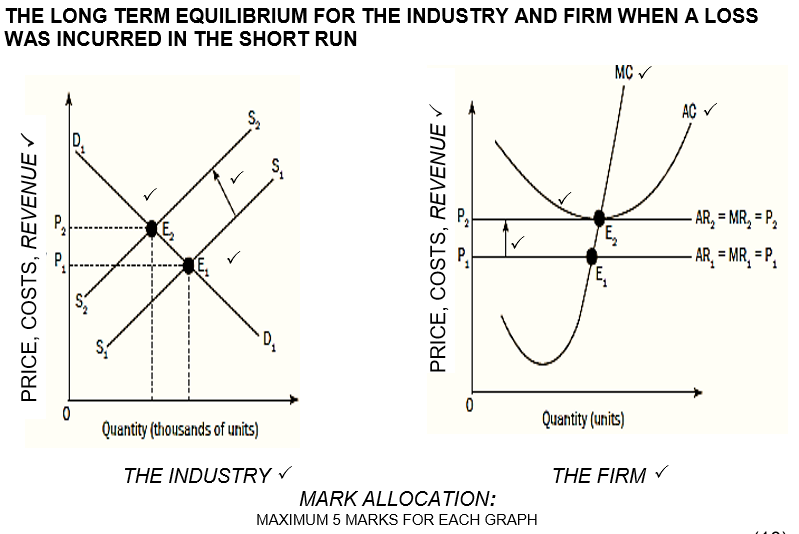 THE LONG TERM EQUILIBRIUM FOR THE INDUSTRY AND FIRM WHEN A LOSS
WAS INCURRED IN THE SHORT RUN
PRICE, COSTS, REVENUE ✓
D₁
S₂
S₁
✓
✓
P₂
E₂
P₁
E₁
✓
S₂
S₁
D₁
0
Quantity (thousands of units)
THE INDUSTRY ✓
PRICE, COSTS, REVENUE ✓
MC ✓
AC ✓
✓
P₂
AR₂ = MR₂ = P₂
E₂
✓
P₁
AR₁ = MR₁ = P₁
E₁
0
Quantity (units)
THE FIRM ✓
MARK ALLOCATION:
MAXIMUM 5 MARKS FOR EACH GRAPH